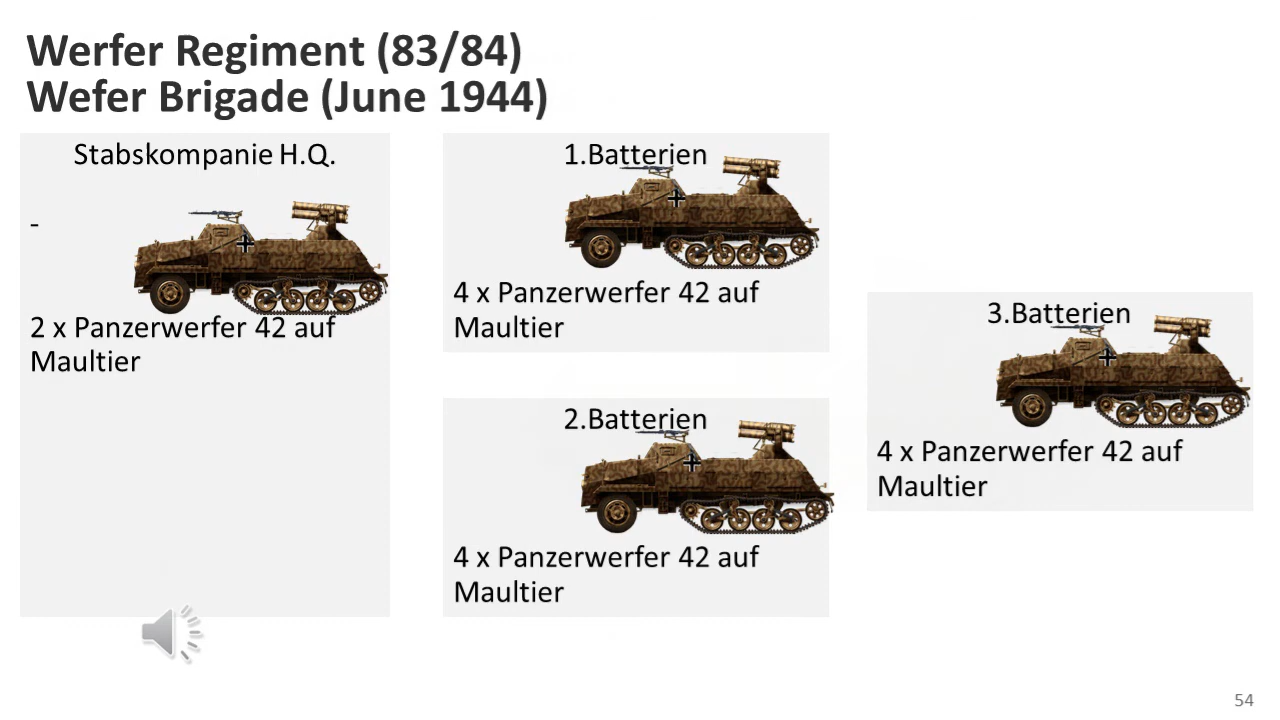 Werfer Regiment (83/84)
Wefer Brigade (June 1944)
Stabskompanie H.Q.
-
2 x Panzerwerfer 42 auf
Maultier
1.Batterien
4 x Panzerwerfer 42 auf
Maultier
2.Batterien
4 x Panzerwerfer 42 auf
Maultier
3.Batterien
4 x Panzerwerfer 42 auf
Maultier
54